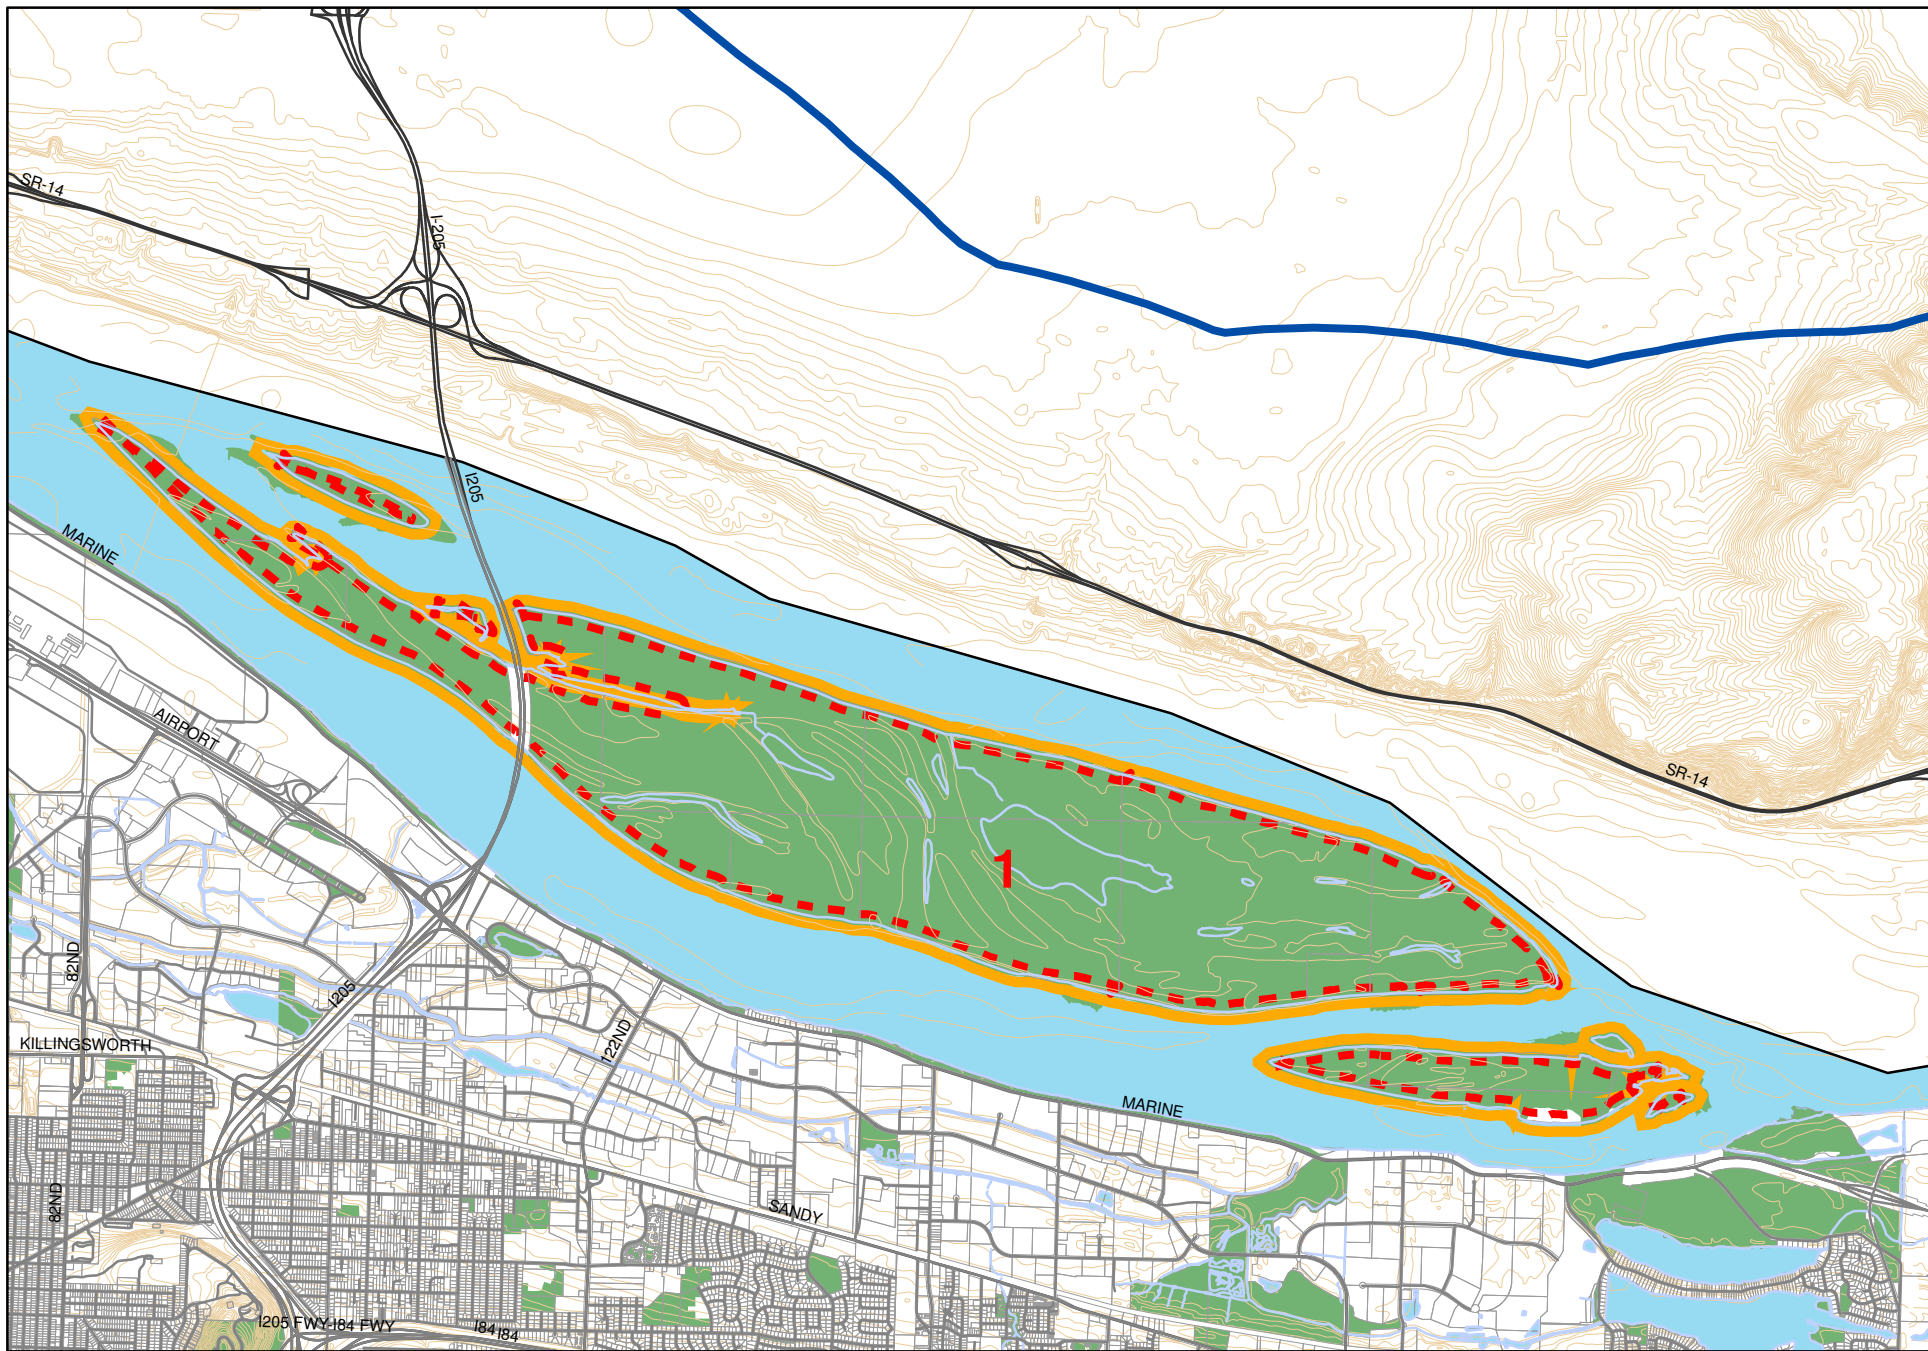 SR-14
I-205
I205
MARINE
AIRPORT
SR-14
1
82ND
I205
122ND
KILLINGSWORTH
MARINE
82ND
SANDY
I205 FWY-I84 FWY
I84
I84